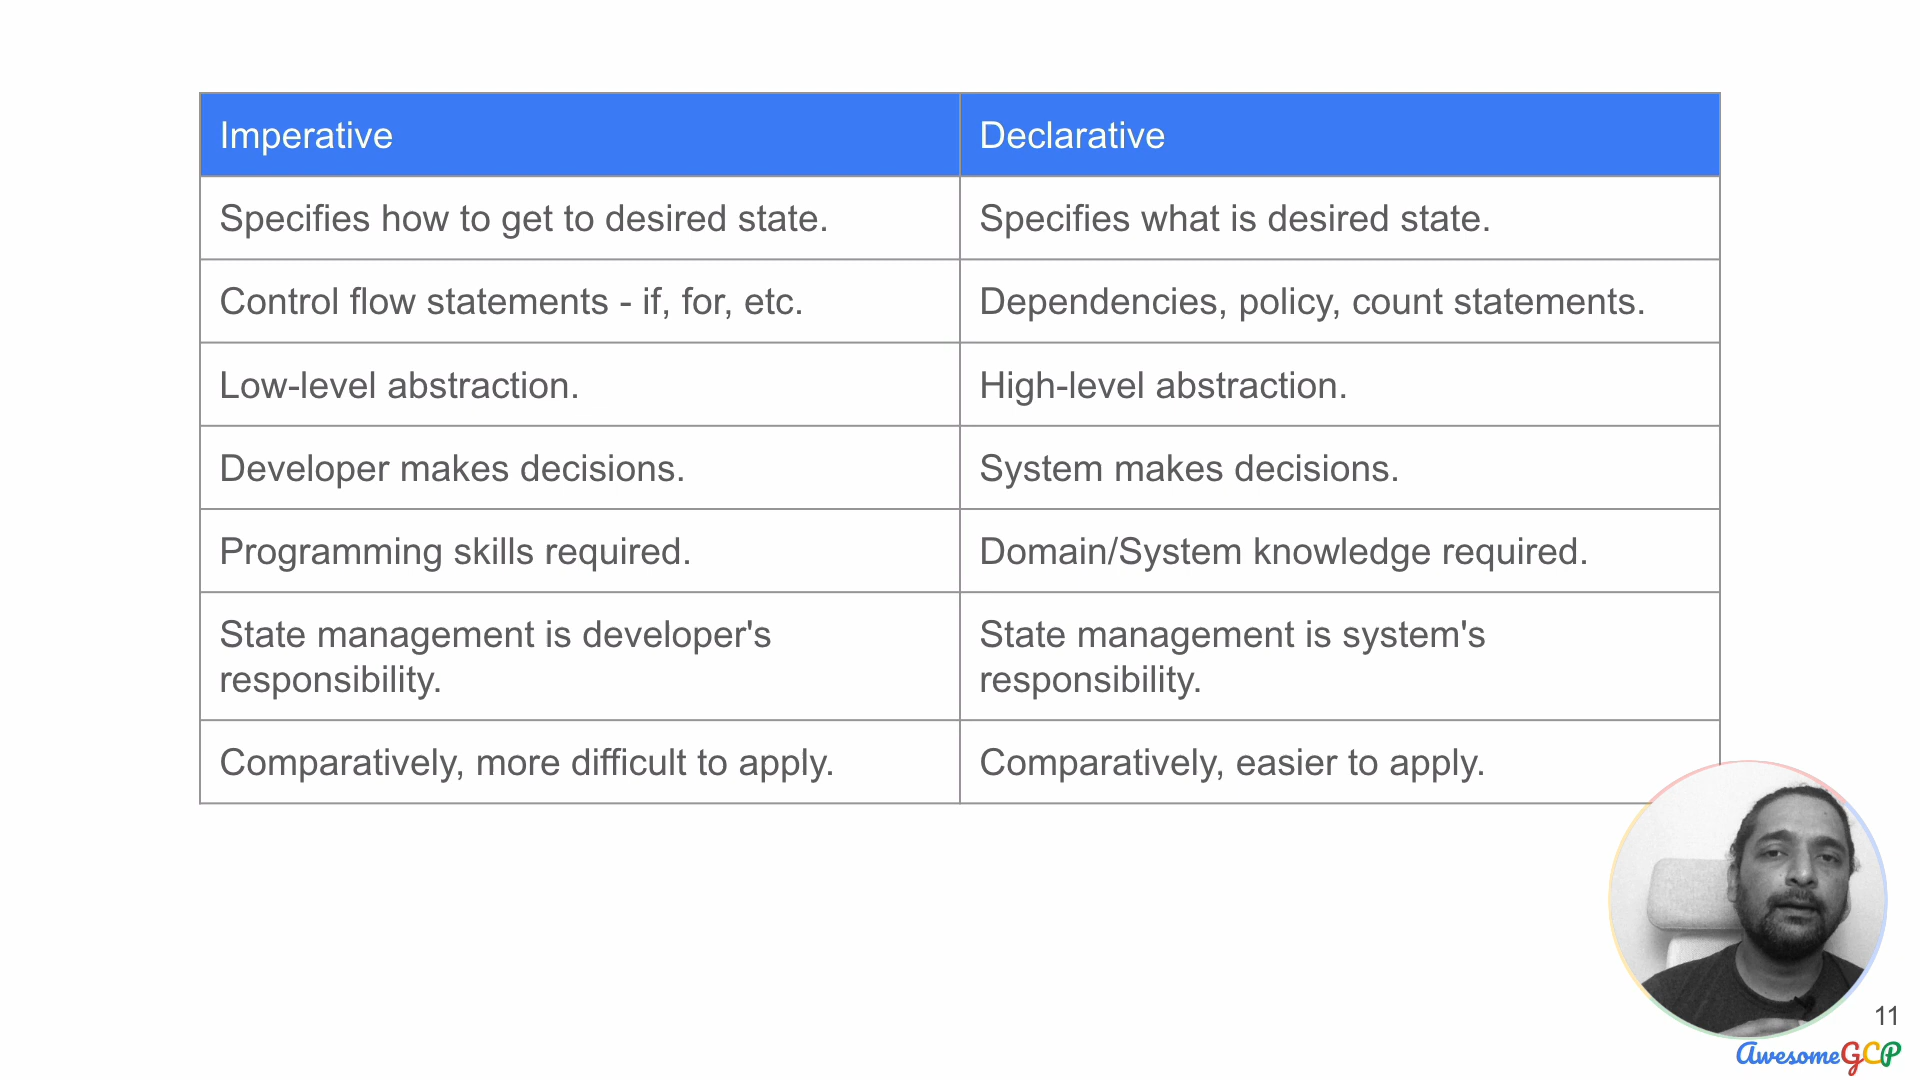 Imperative
Declarative
Specifies how to get to desired state.
Specifies what is desired state.
Control flow statements - if, for, etc.
Dependencies, policy, count statements.
Low-level abstraction.
High-level abstraction.
Developer makes decisions.
System makes decisions.
Programming skills required.
Domain/System knowledge required.
State management is developer's
responsibility.
State management is system's
responsibility.
Comparatively, more difficult to apply.
Comparatively, easier to apply.
11
AwesomeGCP